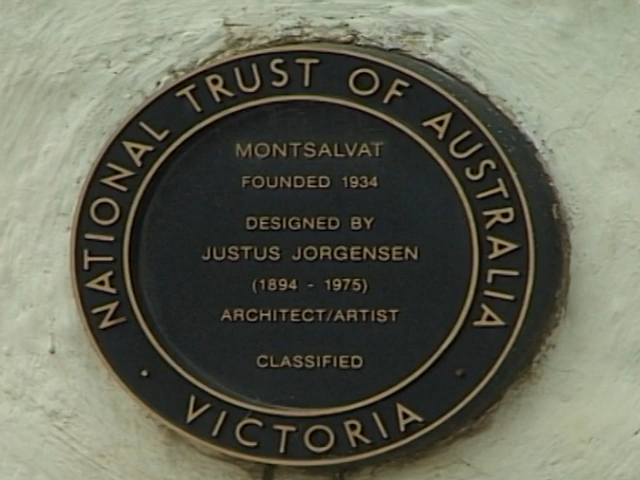 NATIONAL TRUST OF AUSTRALIA
MONTSALVAT
FOUNDED 1934
DESIGNED BY
JUSTUS JORGENSEN
(1894 - 1975)
ARCHITECT/ARTIST
CLASSIFIED
VICTORIA